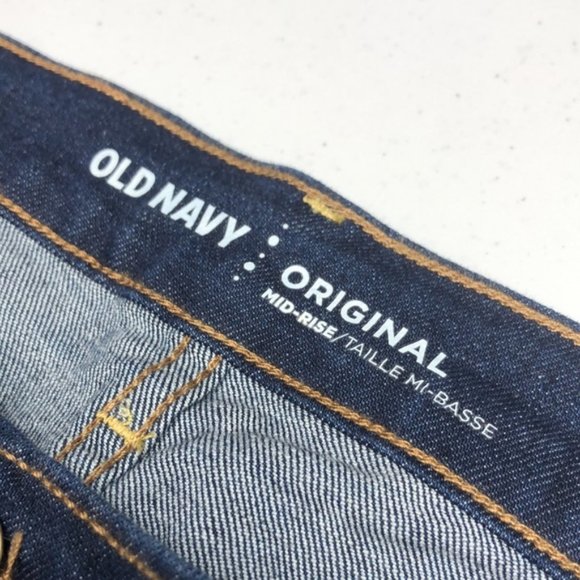 OLD NAVY
ORIGINAL
MID-RISE/TAILLE MI-BASSE